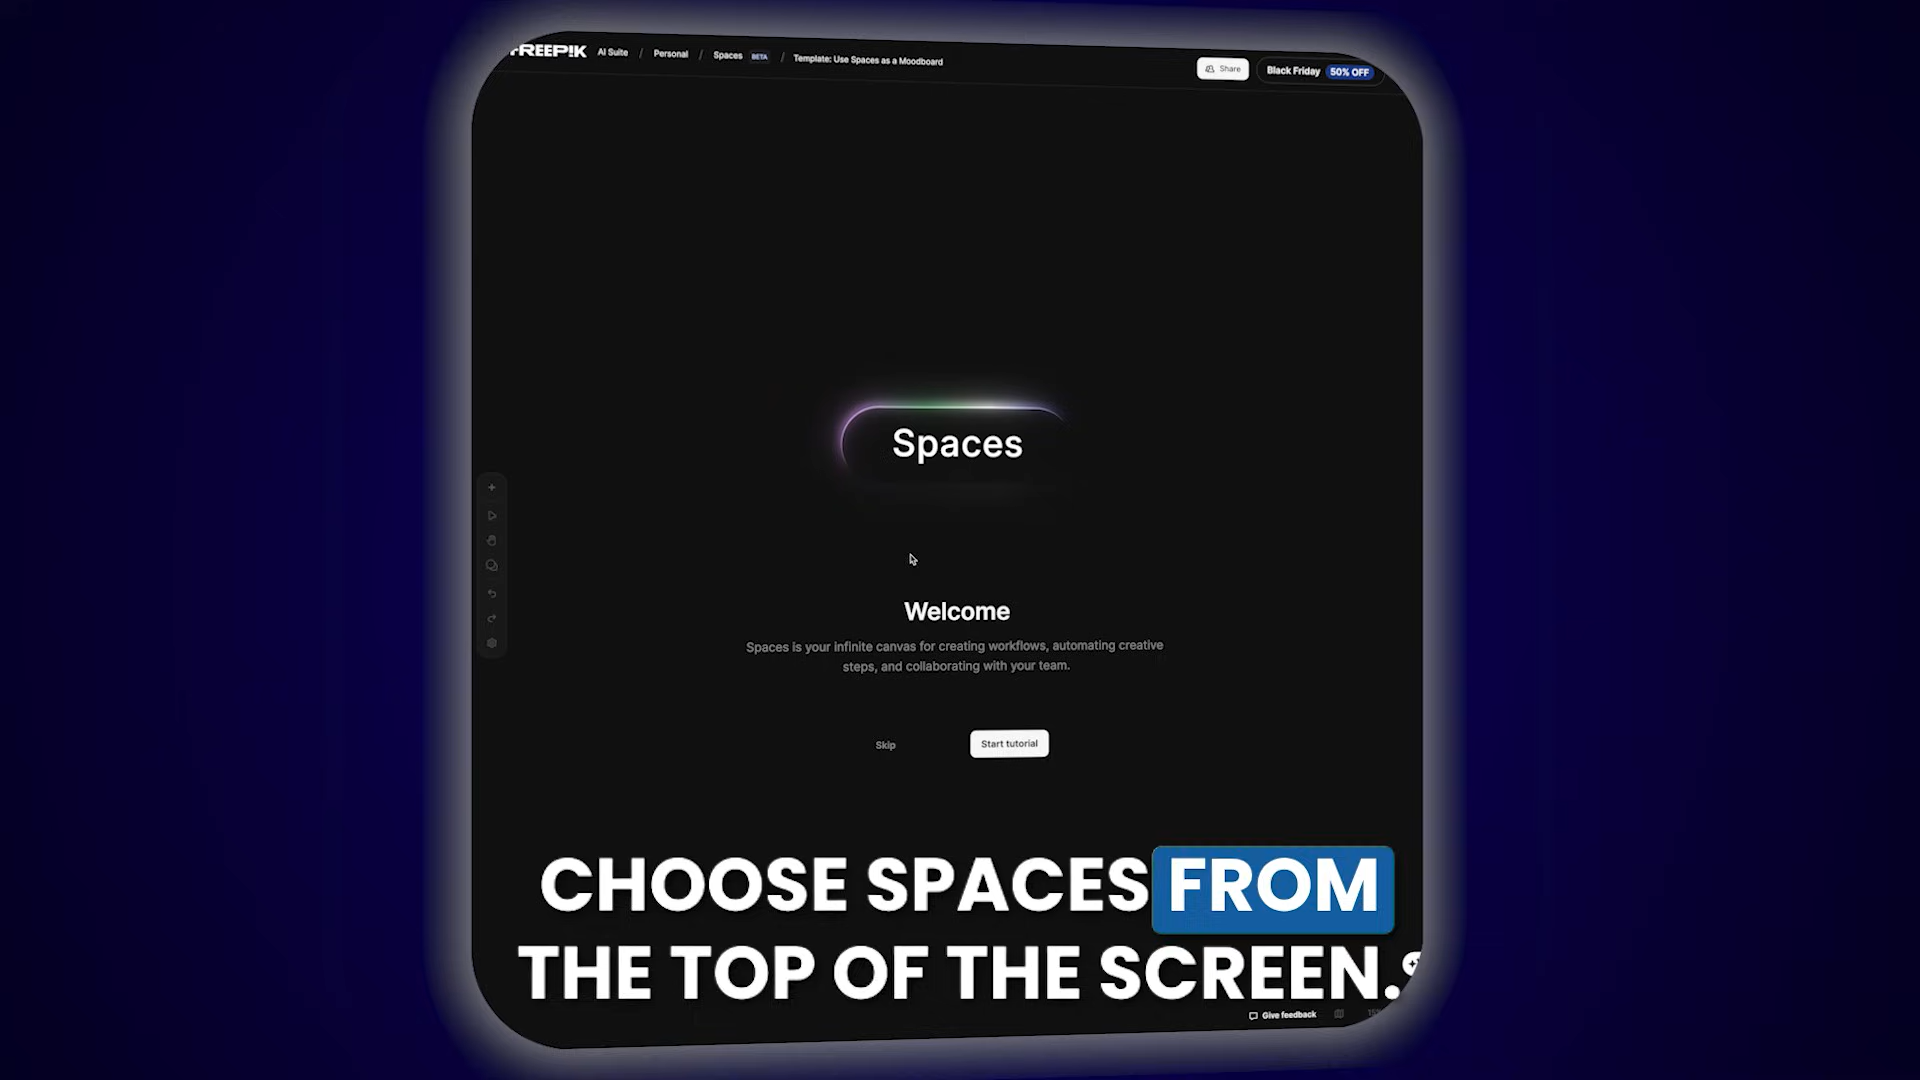 FREEPIK AI Suite / Personal / Spaces BETA / Template: Use Spaces as a Moodboard Share Black Friday 50% OFF
Spaces
Welcome
Spaces is your infinite canvas for creating workflows, automating creative
steps, and collaborating with your team.
Skip Start tutorial
CHOOSE SPACES FROM
THE TOP OF THE SCREEN.
Give feedback